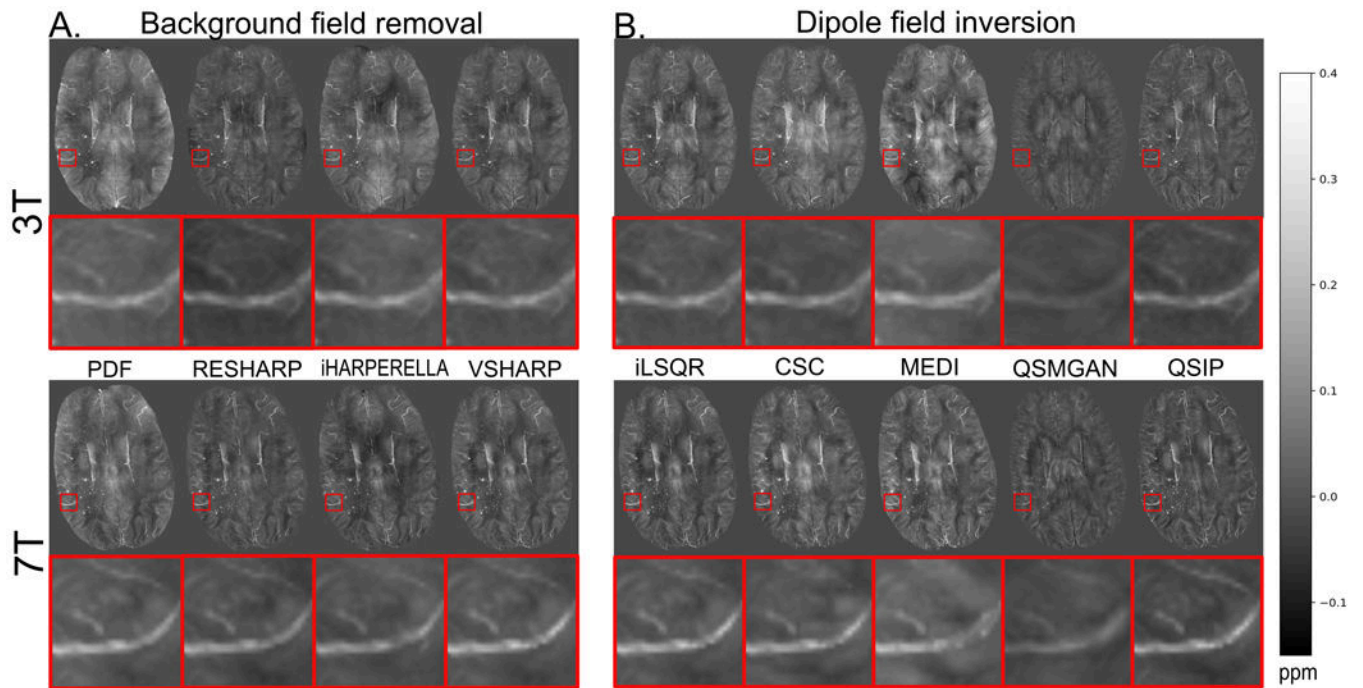 A. Background field removal
B. Dipole field inversion
3T
PDF RESHARP iHARPERELLA VSHARP
iLSQR CSC MEDI QSMGAN QSIP
7T
0.4
0.3
0.2
0.1
0.0
−0.1
ppm